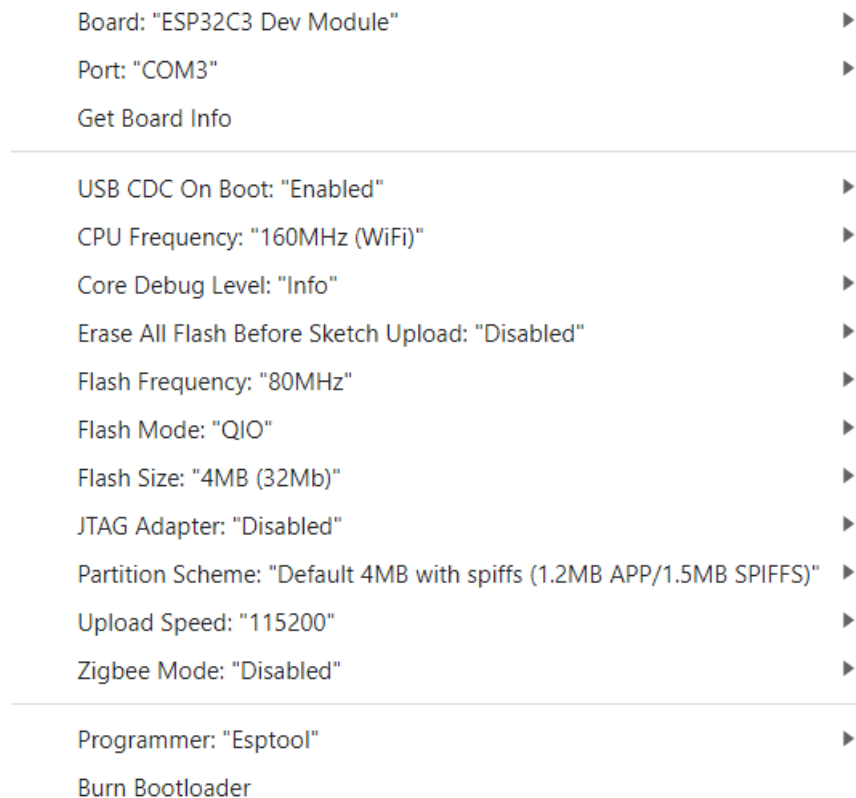 Board: "ESP32C3 Dev Module"
Port: "COM3"
Get Board Info
USB CDC On Boot: "Enabled"
CPU Frequency: "160MHz (WiFi)"
Core Debug Level: "Info"
Erase All Flash Before Sketch Upload: "Disabled"
Flash Frequency: "80MHz"
Flash Mode: "QIO"
Flash Size: "4MB (32Mb)"
JTAG Adapter: "Disabled"
Partition Scheme: "Default 4MB with spiffs (1.2MB APP/1.5MB SPIFFS)"
Upload Speed: "115200"
Zigbee Mode: "Disabled"
Programmer: "Esptool"
Burn Bootloader